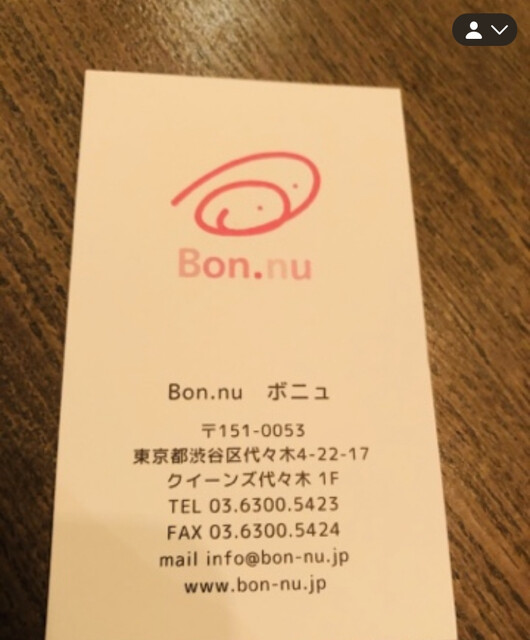 Bon.nu
Bon.nu ボニュ
〒151-0053
東京都渋谷区代々木4-22-17
クイーンズ代々木 1F
TEL 03.6300.5423
FAX 03.6300.5424
mail info@bon-nu.jp
www.bon-nu.jp